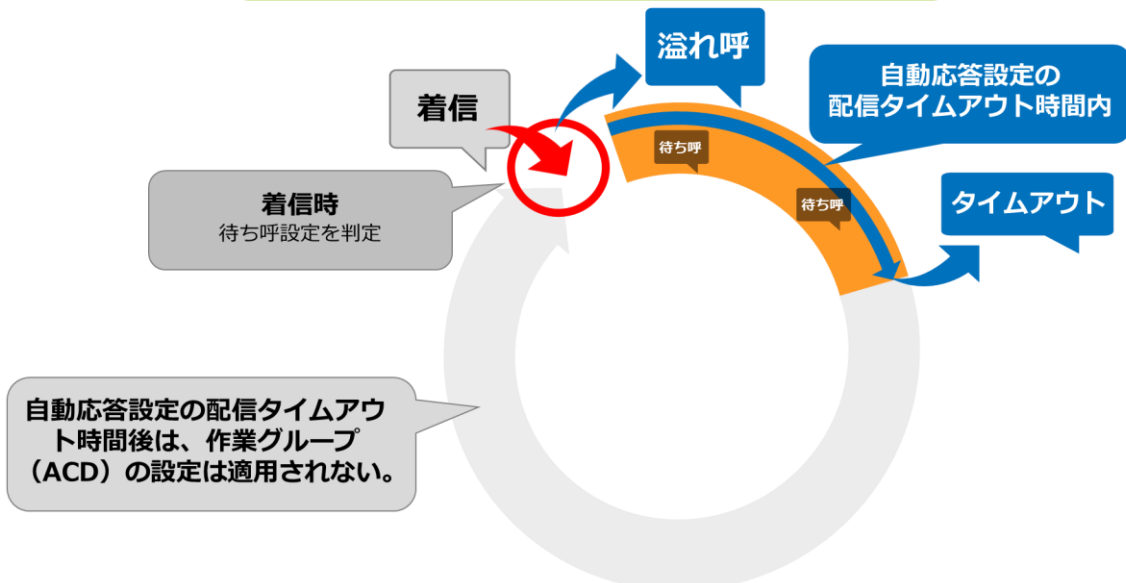 溢れ呼
着信
自動応答設定の
配信タイムアウト時間内
待ち呼
待ち呼
着信時
待ち呼設定を判定
タイムアウト
自動応答設定の配信タイムアウ
ト時間後は、作業グループ
（ACD）の設定は適用されない。